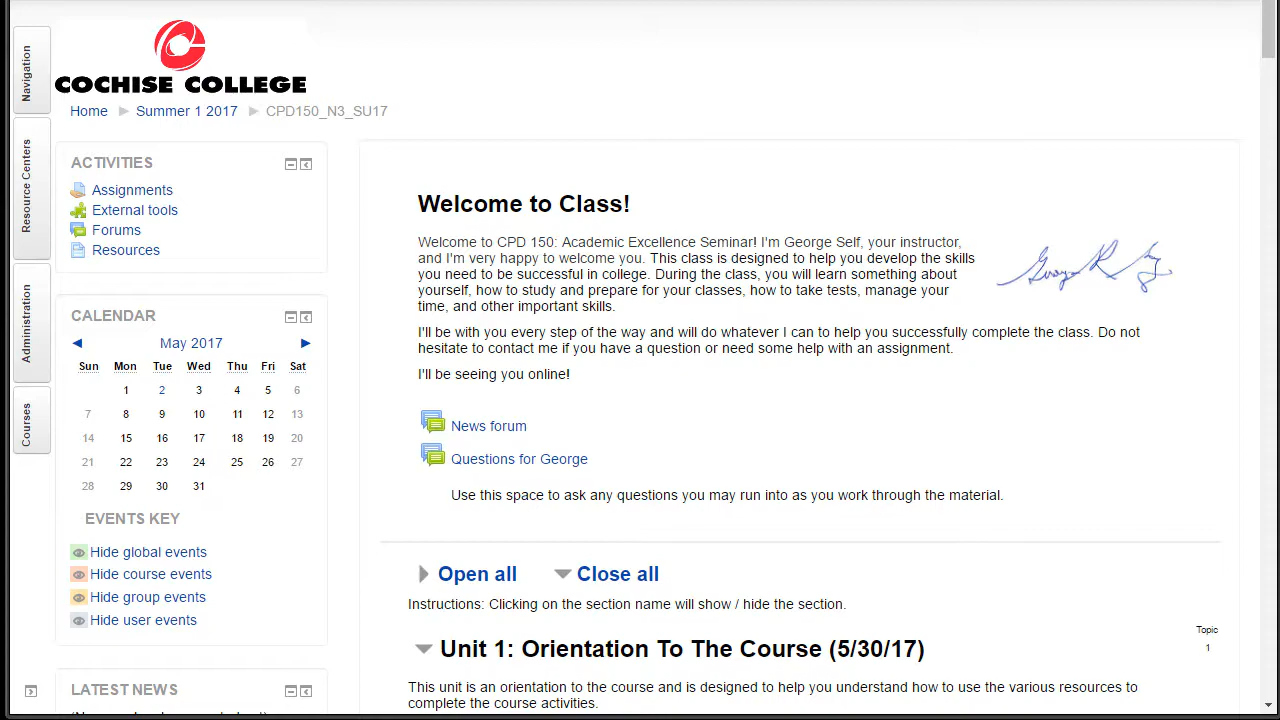 Navigation
Resource Centers
Administration
Courses
COCHISE COLLEGE
Home Summer 1 2017 CPD150_N3_SU17
ACTIVITIES
Assignments
External tools
Forums
Resources
CALENDAR
May 2017
Sun Mon Tue Wed Thu Fri Sat
1 2 3 4 5 6
7 8 9 10 11 12 13
14 15 16 17 18 19 20
21 22 23 24 25 26 27
28 29 30 31
EVENTS KEY
Hide global events
Hide course events
Hide group events
Hide user events
LATEST NEWS
Welcome to Class!
Welcome to CPD 150: Academic Excellence Seminar! I'm George Self, your instructor,
and I'm very happy to welcome you. This class is designed to help you develop the skills
you need to be successful in college. During the class, you will learn something about
yourself, how to study and prepare for your classes, how to take tests, manage your
time, and other important skills.
I'll be with you every step of the way and will do whatever I can to help you successfully complete the class. Do not
hesitate to contact me if you have a question or need some help with an assignment.
I'll be seeing you online!
News forum
Questions for George
Use this space to ask any questions you may run into as you work through the material.
Open all Close all
Instructions: Clicking on the section name will show / hide the section.
Topic
1
Unit 1: Orientation To The Course (5/30/17)
This unit is an orientation to the course and is designed to help you understand how to use the various resources to
complete the course activities.